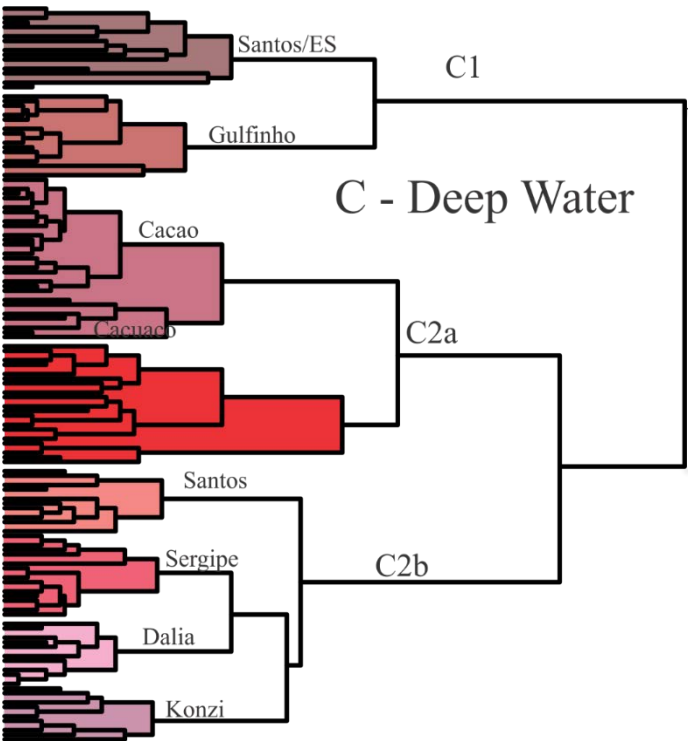 Santos/ES
C1
Gulfinho
C - Deep Water
Cacao
Cacuaco
C2a
Santos
Sergipe
C2b
Dalia
Konzi